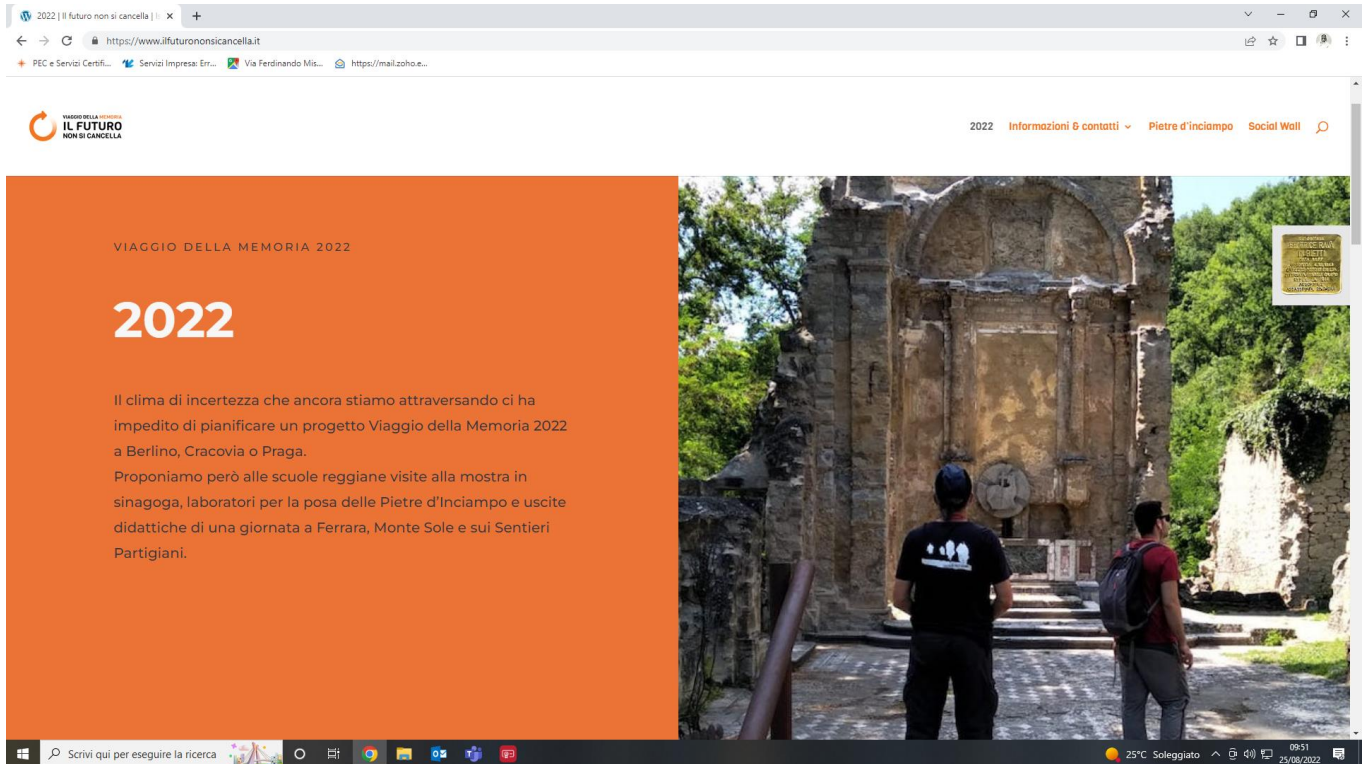 2022 | Il futuro non si cancella | I
https://www.ilfuturononsicancella.it
PEC e Servizi Certifi...
Servizi Impresa: Err...
Via Ferdinando Mis...
https://mail.zoho.e...
VIAGGIO DELLA MEMORIA
IL FUTURO
NON SI CANCELLA
2022
Informazioni & contatti
Pietre d'inciampo
Social Wall
VIAGGIO DELLA MEMORIA 2022
2022
Il clima di incertezza che ancora stiamo attraversando ci ha
impedito di pianificare un progetto Viaggio della Memoria 2022
a Berlino, Cracovia o Praga.
Proponiamo però alle scuole reggiane visite alla mostra in
sinagoga, laboratori per la posa delle Pietre d'Inciampo e uscite
didattiche di una giornata a Ferrara, Monte Sole e sui Sentieri
Partigiani.
Scrivi qui per eseguire la ricerca
25°C Soleggiato
09:51
25/08/2022